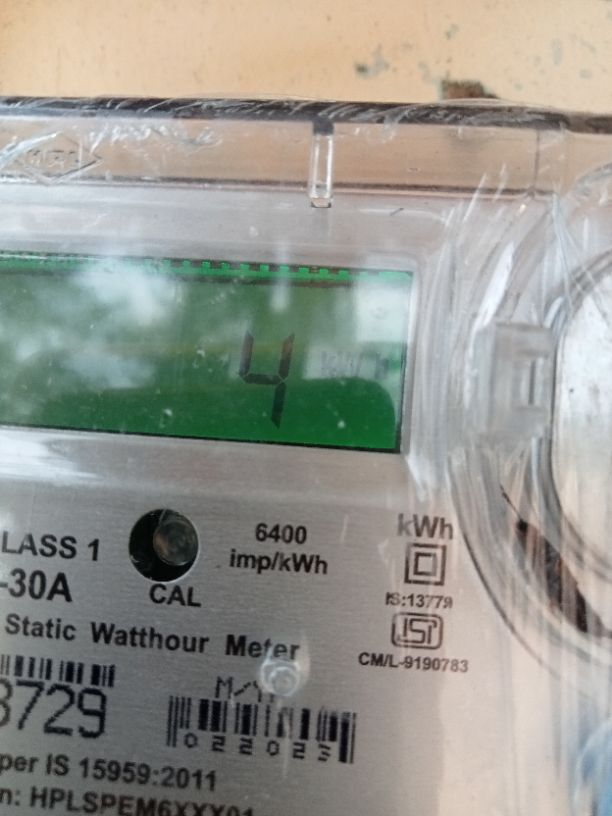 4
LASS 1
6400
imp/kWh
kWh
-30A
CAL
IS:13779
Static Watthour Meter
CM/L-9190783
3729
M/Y
022023
per IS 15959:2011
n: HPLSPEM6XXX01